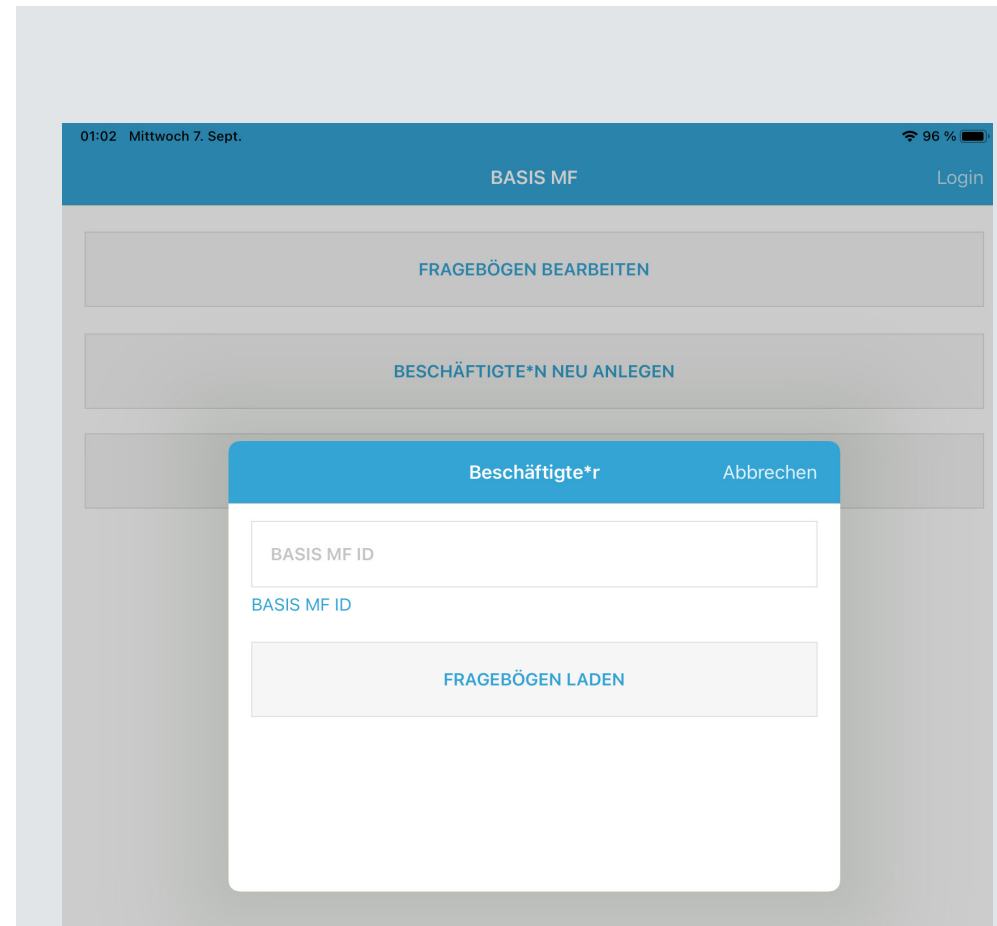 01:02 Mittwoch 7. Sept.
96 %
BASIS MF
Login
FRAGEBÖGEN BEARBEITEN
BESCHÄFTIGTE*N NEU ANLEGEN
Beschäftigte*r
Abbrechen
BASIS MF ID
BASIS MF ID
FRAGEBÖGEN LADEN